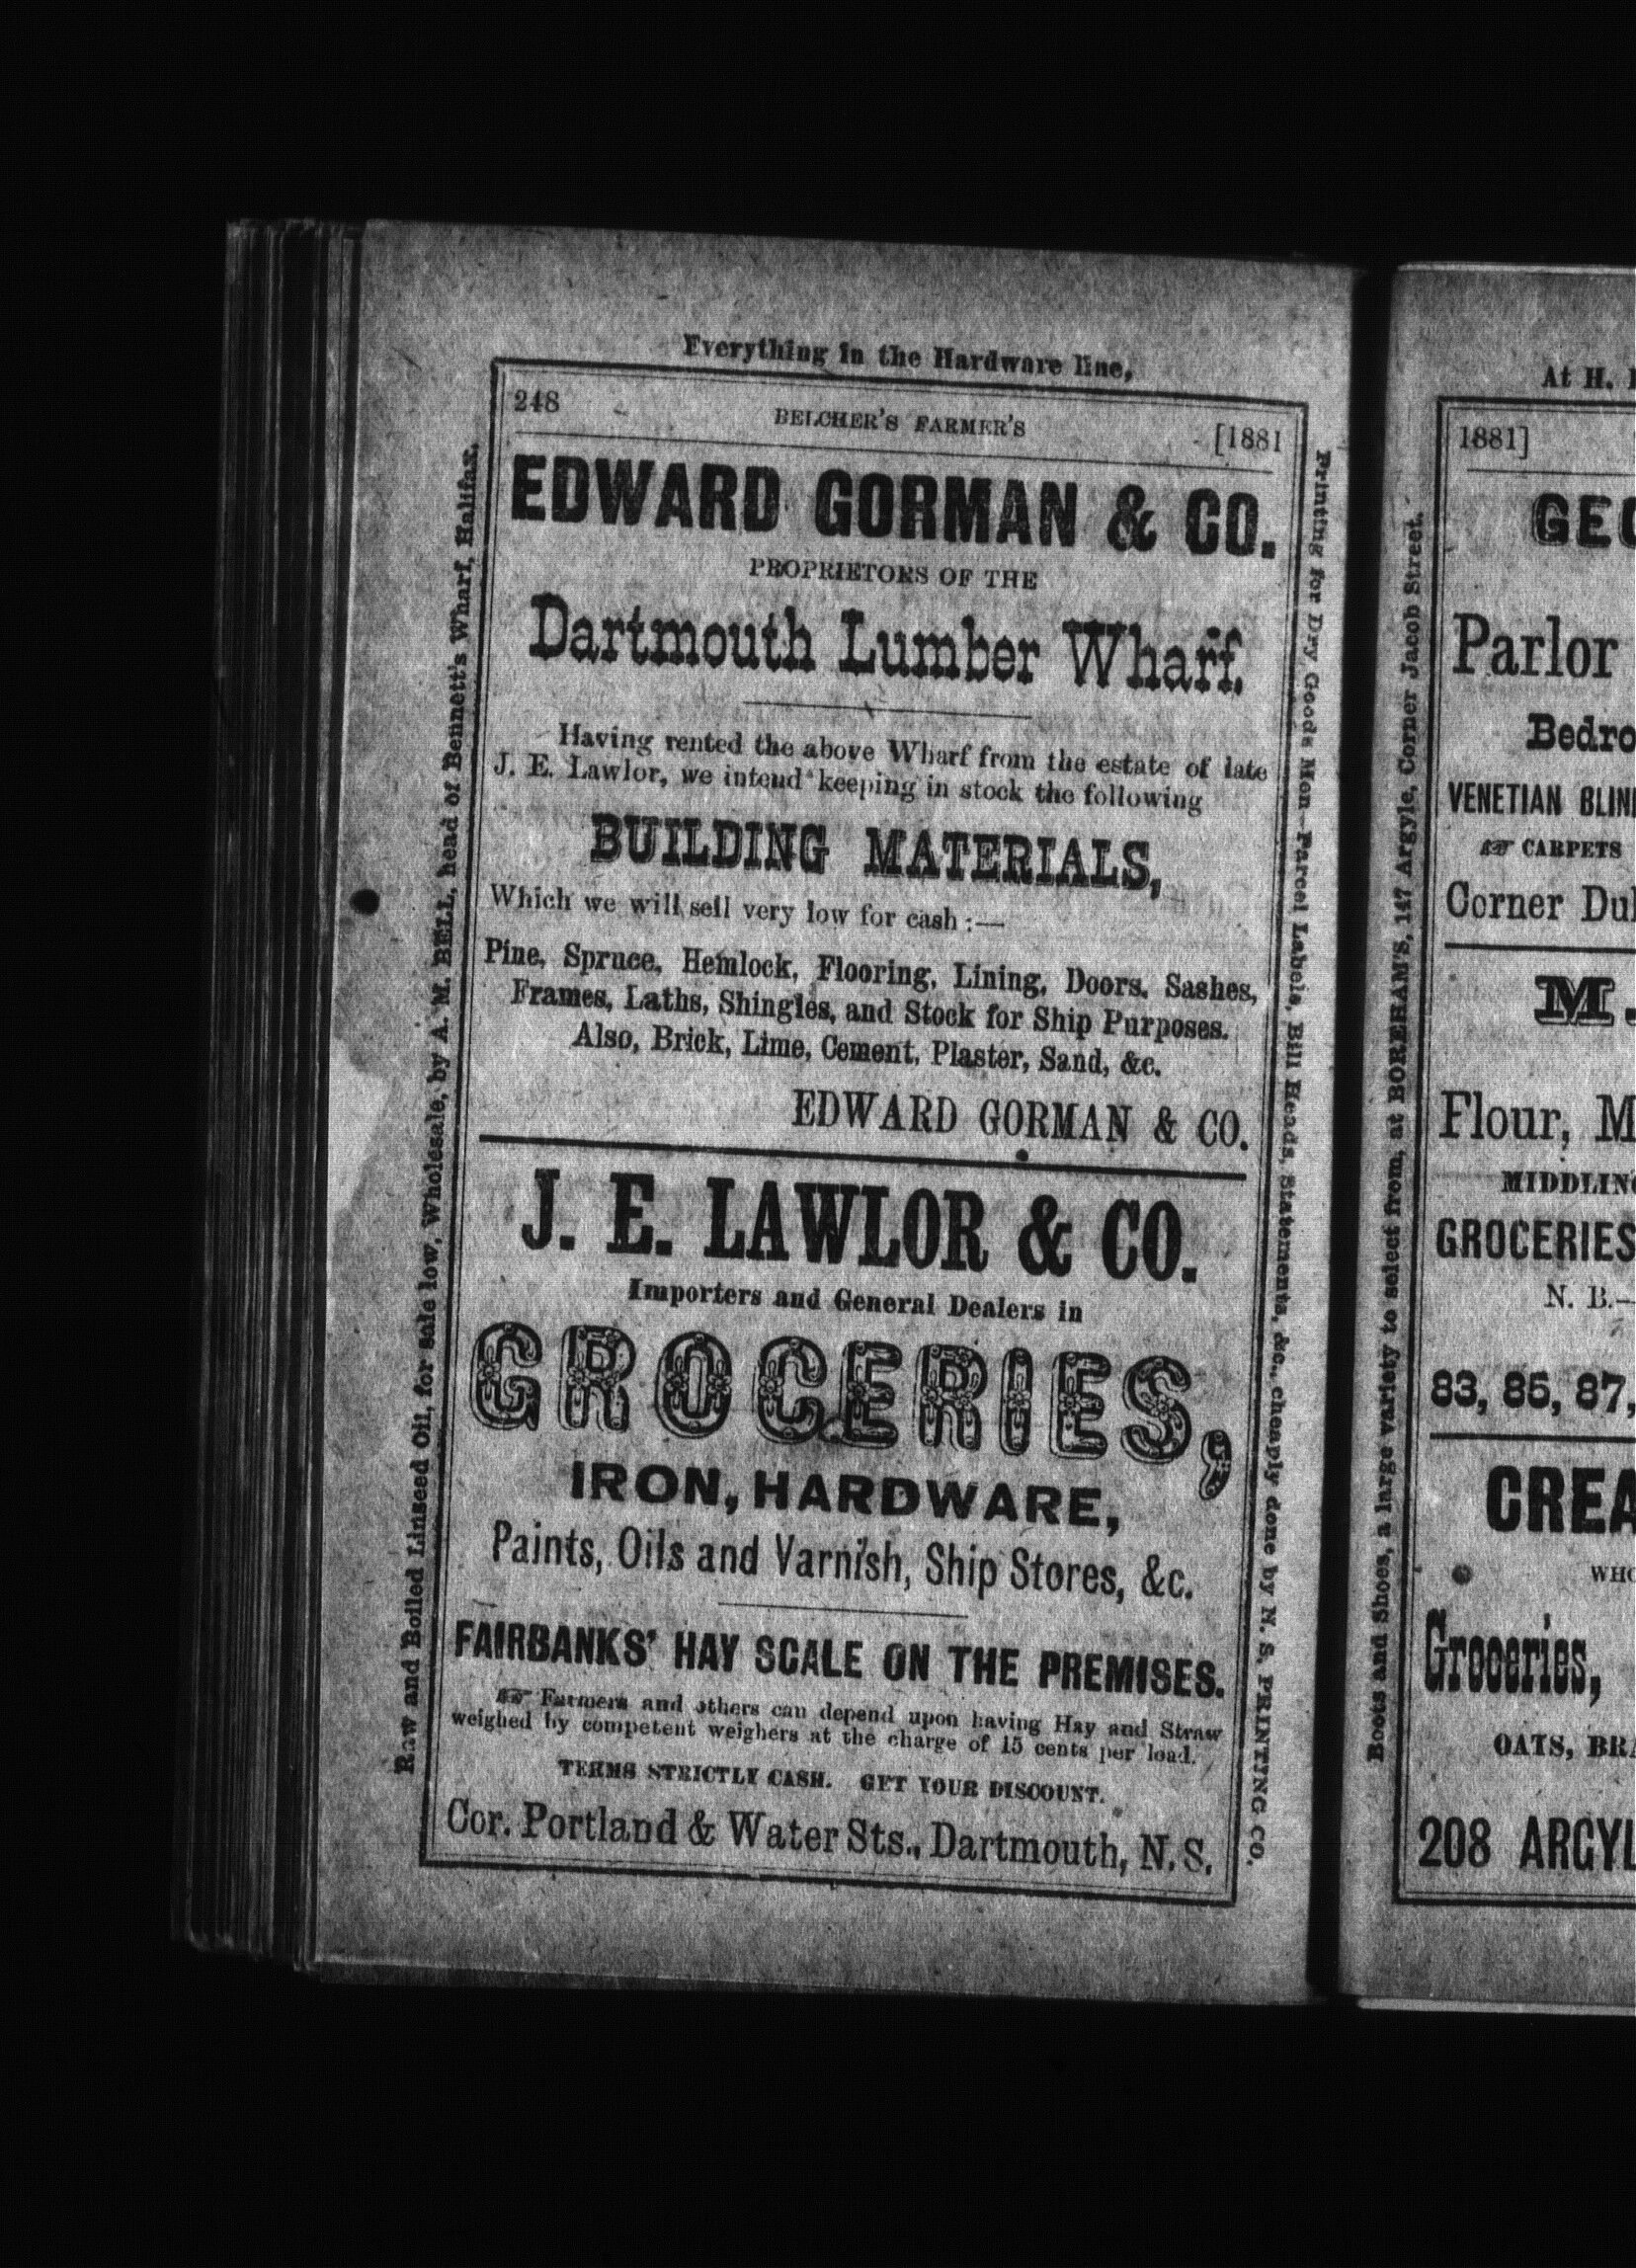 Everything in the Hardware line,
248 BELCHER'S FARMER'S [1881
EDWARD GORMAN & CO.
PROPRIETORS OF THE
Dartmouth Lumber Wharf.
Having rented the above Wharf from the estate of late
J. E. Lawlor, we intend keeping in stock the following
BUILDING MATERIALS,
Which we will sell very low for cash :—
Pine, Spruce, Hemlock, Flooring, Lining, Doors, Sashes,
Frames, Laths, Shingles, and Stock for Ship Purposes.
Also, Brick, Lime, Cement, Plaster, Sand, &c.
EDWARD GORMAN & CO.
J. E. LAWLOR & CO.
Importers and General Dealers in
GROCERIES,
IRON, HARDWARE,
Paints, Oils and Varnish, Ship Stores, &c.
FAIRBANKS' HAY SCALE ON THE PREMISES.
☞ Farmers and others can depend upon having Hay and Straw
weighed by competent weighers at the charge of 15 cents per load.
TERMS STRICTLY CASH. GET YOUR DISCOUNT.
Cor. Portland & Water Sts., Dartmouth, N. S.
Raw and Boiled Linseed Oil, for sale low, Wholesale, by A. M. BELL, head of Bennett's Wharf, Halifax.
Printing for Dry Goods Men—Parcel Labels, Bill Heads, Statements, &c., cheaply done by N. S. PRINTING CO.
Boots and Shoes, a large variety to select from, at BOREHAM'S, 147 Argyle, Corner Jacob Street.
At H.
1881]
GEO
Parlor
Bedro
VENETIAN BLIN
☞ CARPETS
Corner Du
M.
Flour, M
MIDDLING
GROCERIES
N. B.—
83, 85, 87,
CREA
WHO
Groceries,
OATS, BRA
208 ARGYL